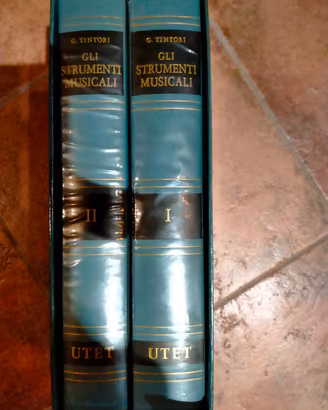 G. TINTORI
GLI
STRUMENTI
MUSICALI
II
UTET
G. TINTORI
GLI
STRUMENTI
MUSICALI
I
UTET